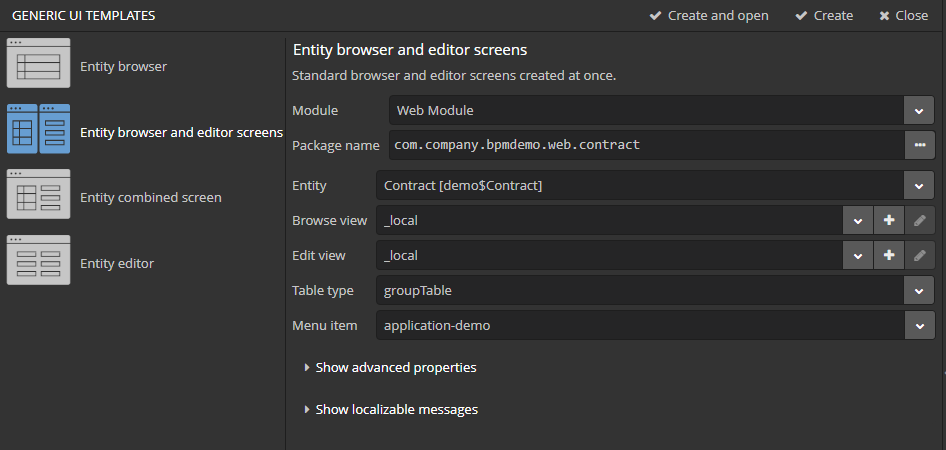 GENERIC UI TEMPLATES
Create and open
Create
Close
Entity browser
Entity browser and editor screens
Entity combined screen
Entity editor
Entity browser and editor screens
Standard browser and editor screens created at once.
Module Web Module
Package name com.company.bpmdemo.web.contract
Entity Contract [demo$Contract]
Browse view _local
Edit view _local
Table type groupTable
Menu item application-demo
Show advanced properties
Show localizable messages